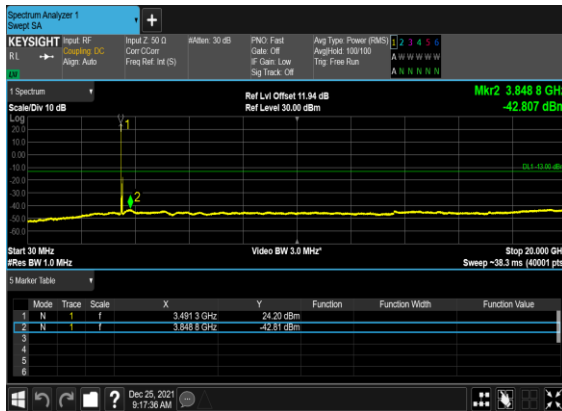 Spectrum Analyzer 1
Swept SA
KEYSIGHT
RL
Input: RF
Coupling: DC
Align: Auto
Input Z: 50 Ω
Corr CCorr
Freq Ref: Int (S)
#Atten: 30 dB
PNO: Fast
Gate: Off
IF Gain: Low
Sig Track: Off
Avg Type: Power (RMS)
Avg|Hold: 100/100
Trig: Free Run
1 2 3 4 5 6
A W W W W W
A N N N N N
1 Spectrum
Scale/Div 10 dB
Ref Lvl Offset 11.94 dB
Ref Level 30.00 dBm
Mkr2 3.848 8 GHz
-42.807 dBm
Log
20.0
10.0
0.00
-10.0
-20.0
-30.0
-40.0
-50.0
-60.0
1
2
DL1 -13.00 dBm
Start 30 MHz
#Res BW 1.0 MHz
Video BW 3.0 MHz*
Stop 20.000 GHz
Sweep ~38.3 ms (40001 pts)
5 Marker Table
Mode Trace Scale X Y Function Function Width Function Value
1 N 1 f 3.491 3 GHz 24.20 dBm
2 N 1 f 3.848 8 GHz -42.81 dBm
3
4
5
6
?
Dec 25, 2021
9:17:36 AM